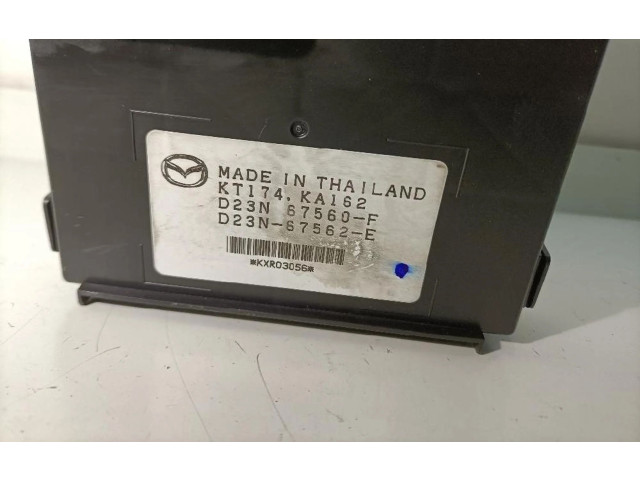 MADE IN THAILAND
KT174, KA162
D23N 67560-F
D23N-67562-E
*KXR03056*